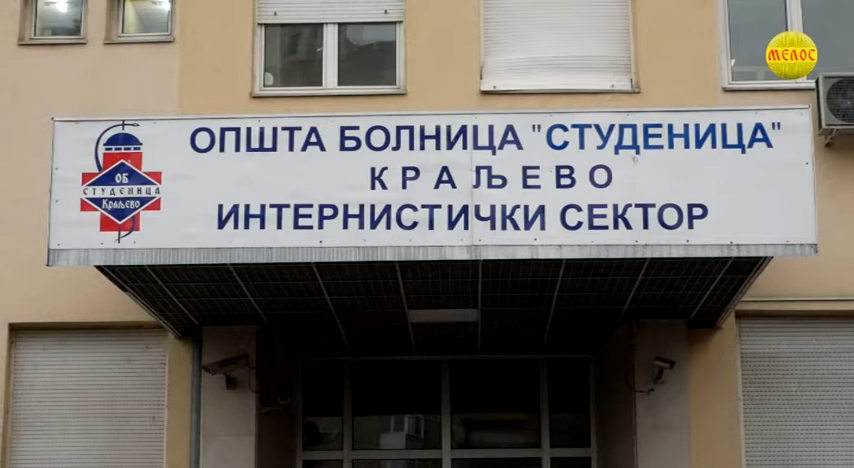 МЕЛОС
ОПШТА БОЛНИЦА "СТУДЕНИЦА"
КРАЉЕВО
ИНТЕРНИСТИЧКИ СЕКТОР
ОБ
СТУДЕНИЦА
Краљево